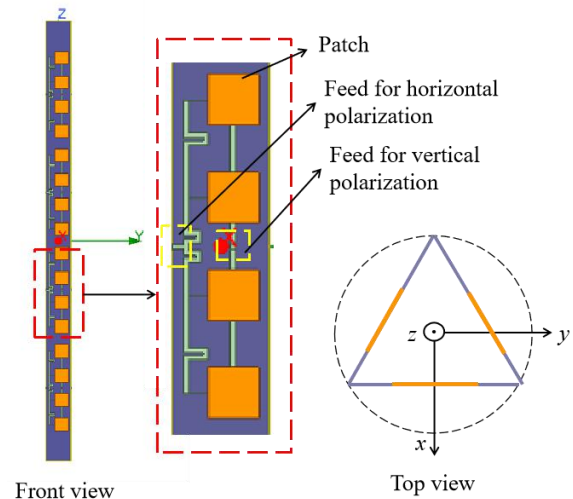 Z
Patch
Feed for horizontal
polarization
Feed for vertical
polarization
X
Y
X
z
y
x
Front view
Top view